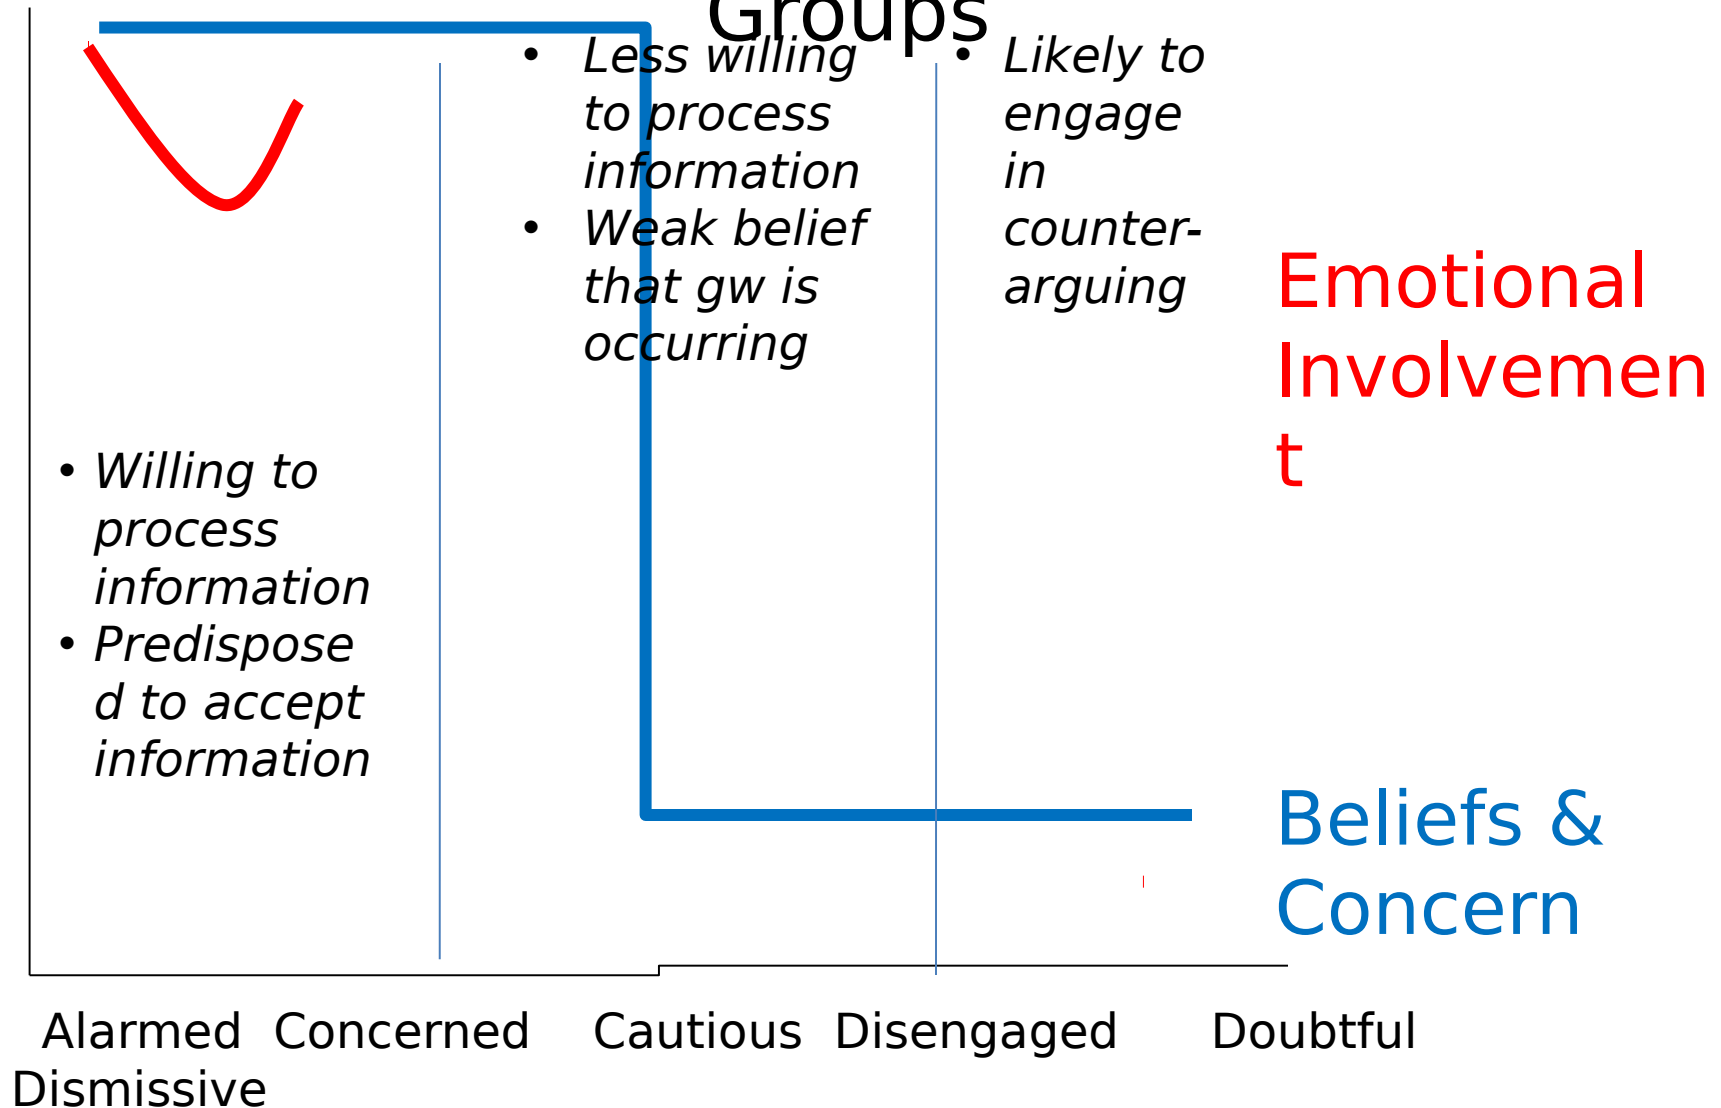 Groups
• Less willing
to process
information
• Weak belief
that gw is
occurring
• Likely to
engage
in
counter-
arguing
Emotional
Involvemen
t
• Willing to
process
information
• Predispose
d to accept
information
Beliefs &
Concern
Alarmed Concerned Cautious Disengaged Doubtful
Dismissive